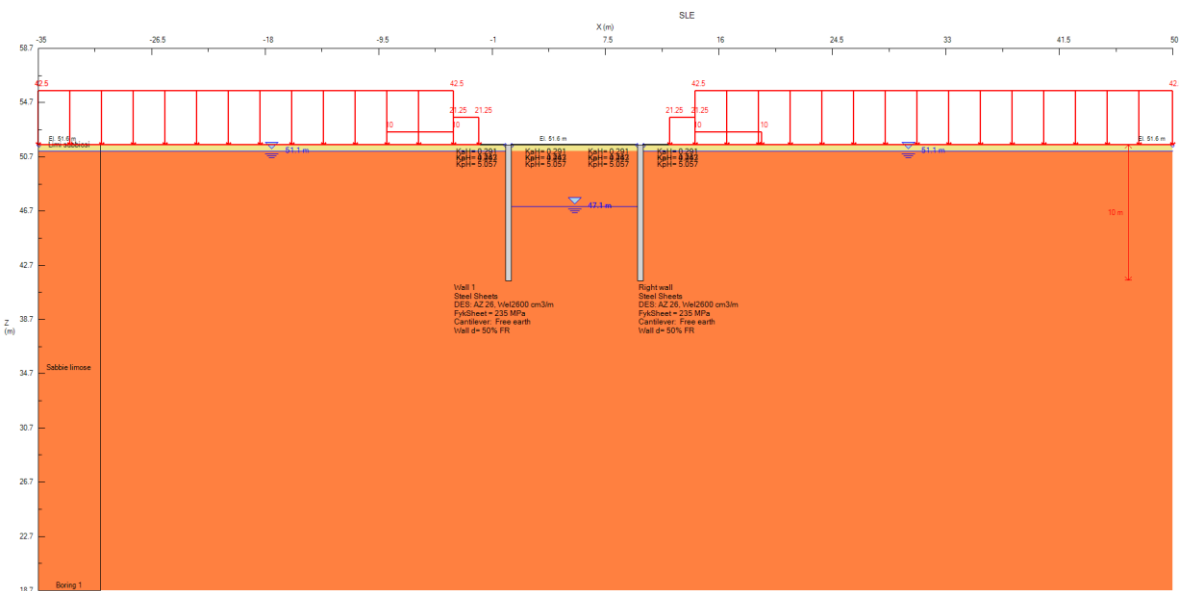 SLE
X (m)
-35 -26.5 -18 -9.5 -1 7.5 16 24.5 33 41.5 50
58.7
42.5 42.5 42.5 42.
54.7
21.25 21.25 21.25 21.25
10 10 10 10
El. 51.6 m El. 51.6 m El. 51.6 m
Limi sabbiosi
51.1 m 51.1 m
50.7
KaH= 0.291 KaH= 0.291 KaH= 0.291 KaH= 0.291
KpH= 5.057 KpH= 5.057 KpH= 5.057 KpH= 5.057
47.1 m
46.7
10 m
42.7
Wall 1
Steel Sheets
DES: AZ 26, Wel2600 cm3/m
FykSheet = 235 MPa
Cantilever: Free earth
Wall d= 50% FR
Right wall
Steel Sheets
DES: AZ 26, Wel2600 cm3/m
FykSheet = 235 MPa
Cantilever: Free earth
Wall d= 50% FR
38.7
Z
(m)
Sabbie limose
34.7
30.7
26.7
22.7
Boring 1
18.7